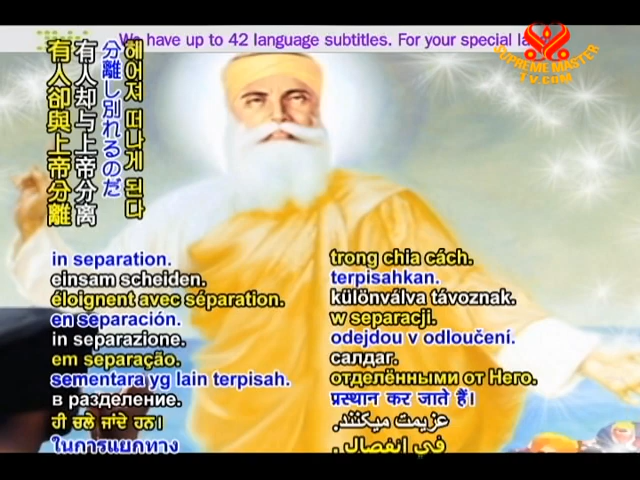 We have up to 42 language subtitles. For your special la
SUPREME MASTER
TV.COM
헤어져 떠나게 된다
分離し別れるのだ
有人却与上帝分离
有人卻與上帝分離
in separation.
einsam scheiden.
éloignent avec séparation.
en separación.
in separazione.
em separação.
sementara yg lain terpisah.
в разделение.
ਹੀ ਚਲੇ ਜਾਂਦੇ ਹਨ।
ในการแยกทาง
trong chia cách.
terpisahkan.
különválva távoznak.
w separacji.
odejdou v odloučení.
салдаг.
отделёнными от Него.
प्रस्थान कर जाते हैं।
عزیمت میکنند.
في إنفصال .